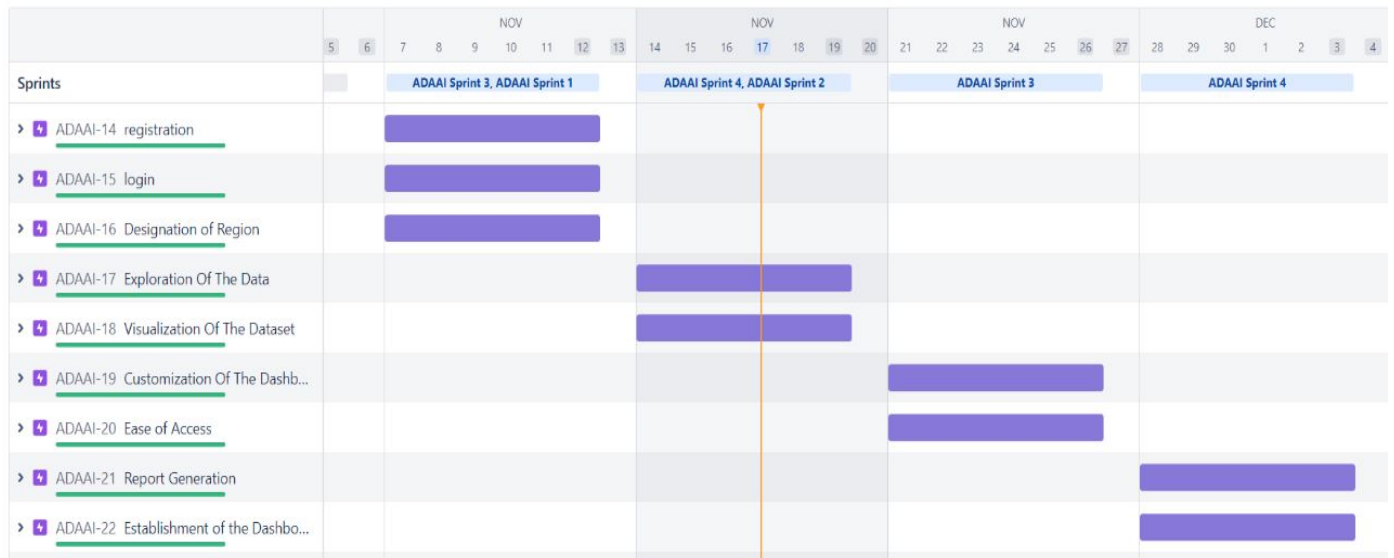 NOV NOV NOV DEC
5 6 7 8 9 10 11 12 13 14 15 16 17 18 19 20 21 22 23 24 25 26 27 28 29 30 1 2 3 4
Sprints ADAAI Sprint 3, ADAAI Sprint 1 ADAAI Sprint 4, ADAAI Sprint 2 ADAAI Sprint 3 ADAAI Sprint 4
ADAAI-14 registration
ADAAI-15 login
ADAAI-16 Designation of Region
ADAAI-17 Exploration Of The Data
ADAAI-18 Visualization Of The Dataset
ADAAI-19 Customization Of The Dashb...
ADAAI-20 Ease of Access
ADAAI-21 Report Generation
ADAAI-22 Establishment of the Dashbo...